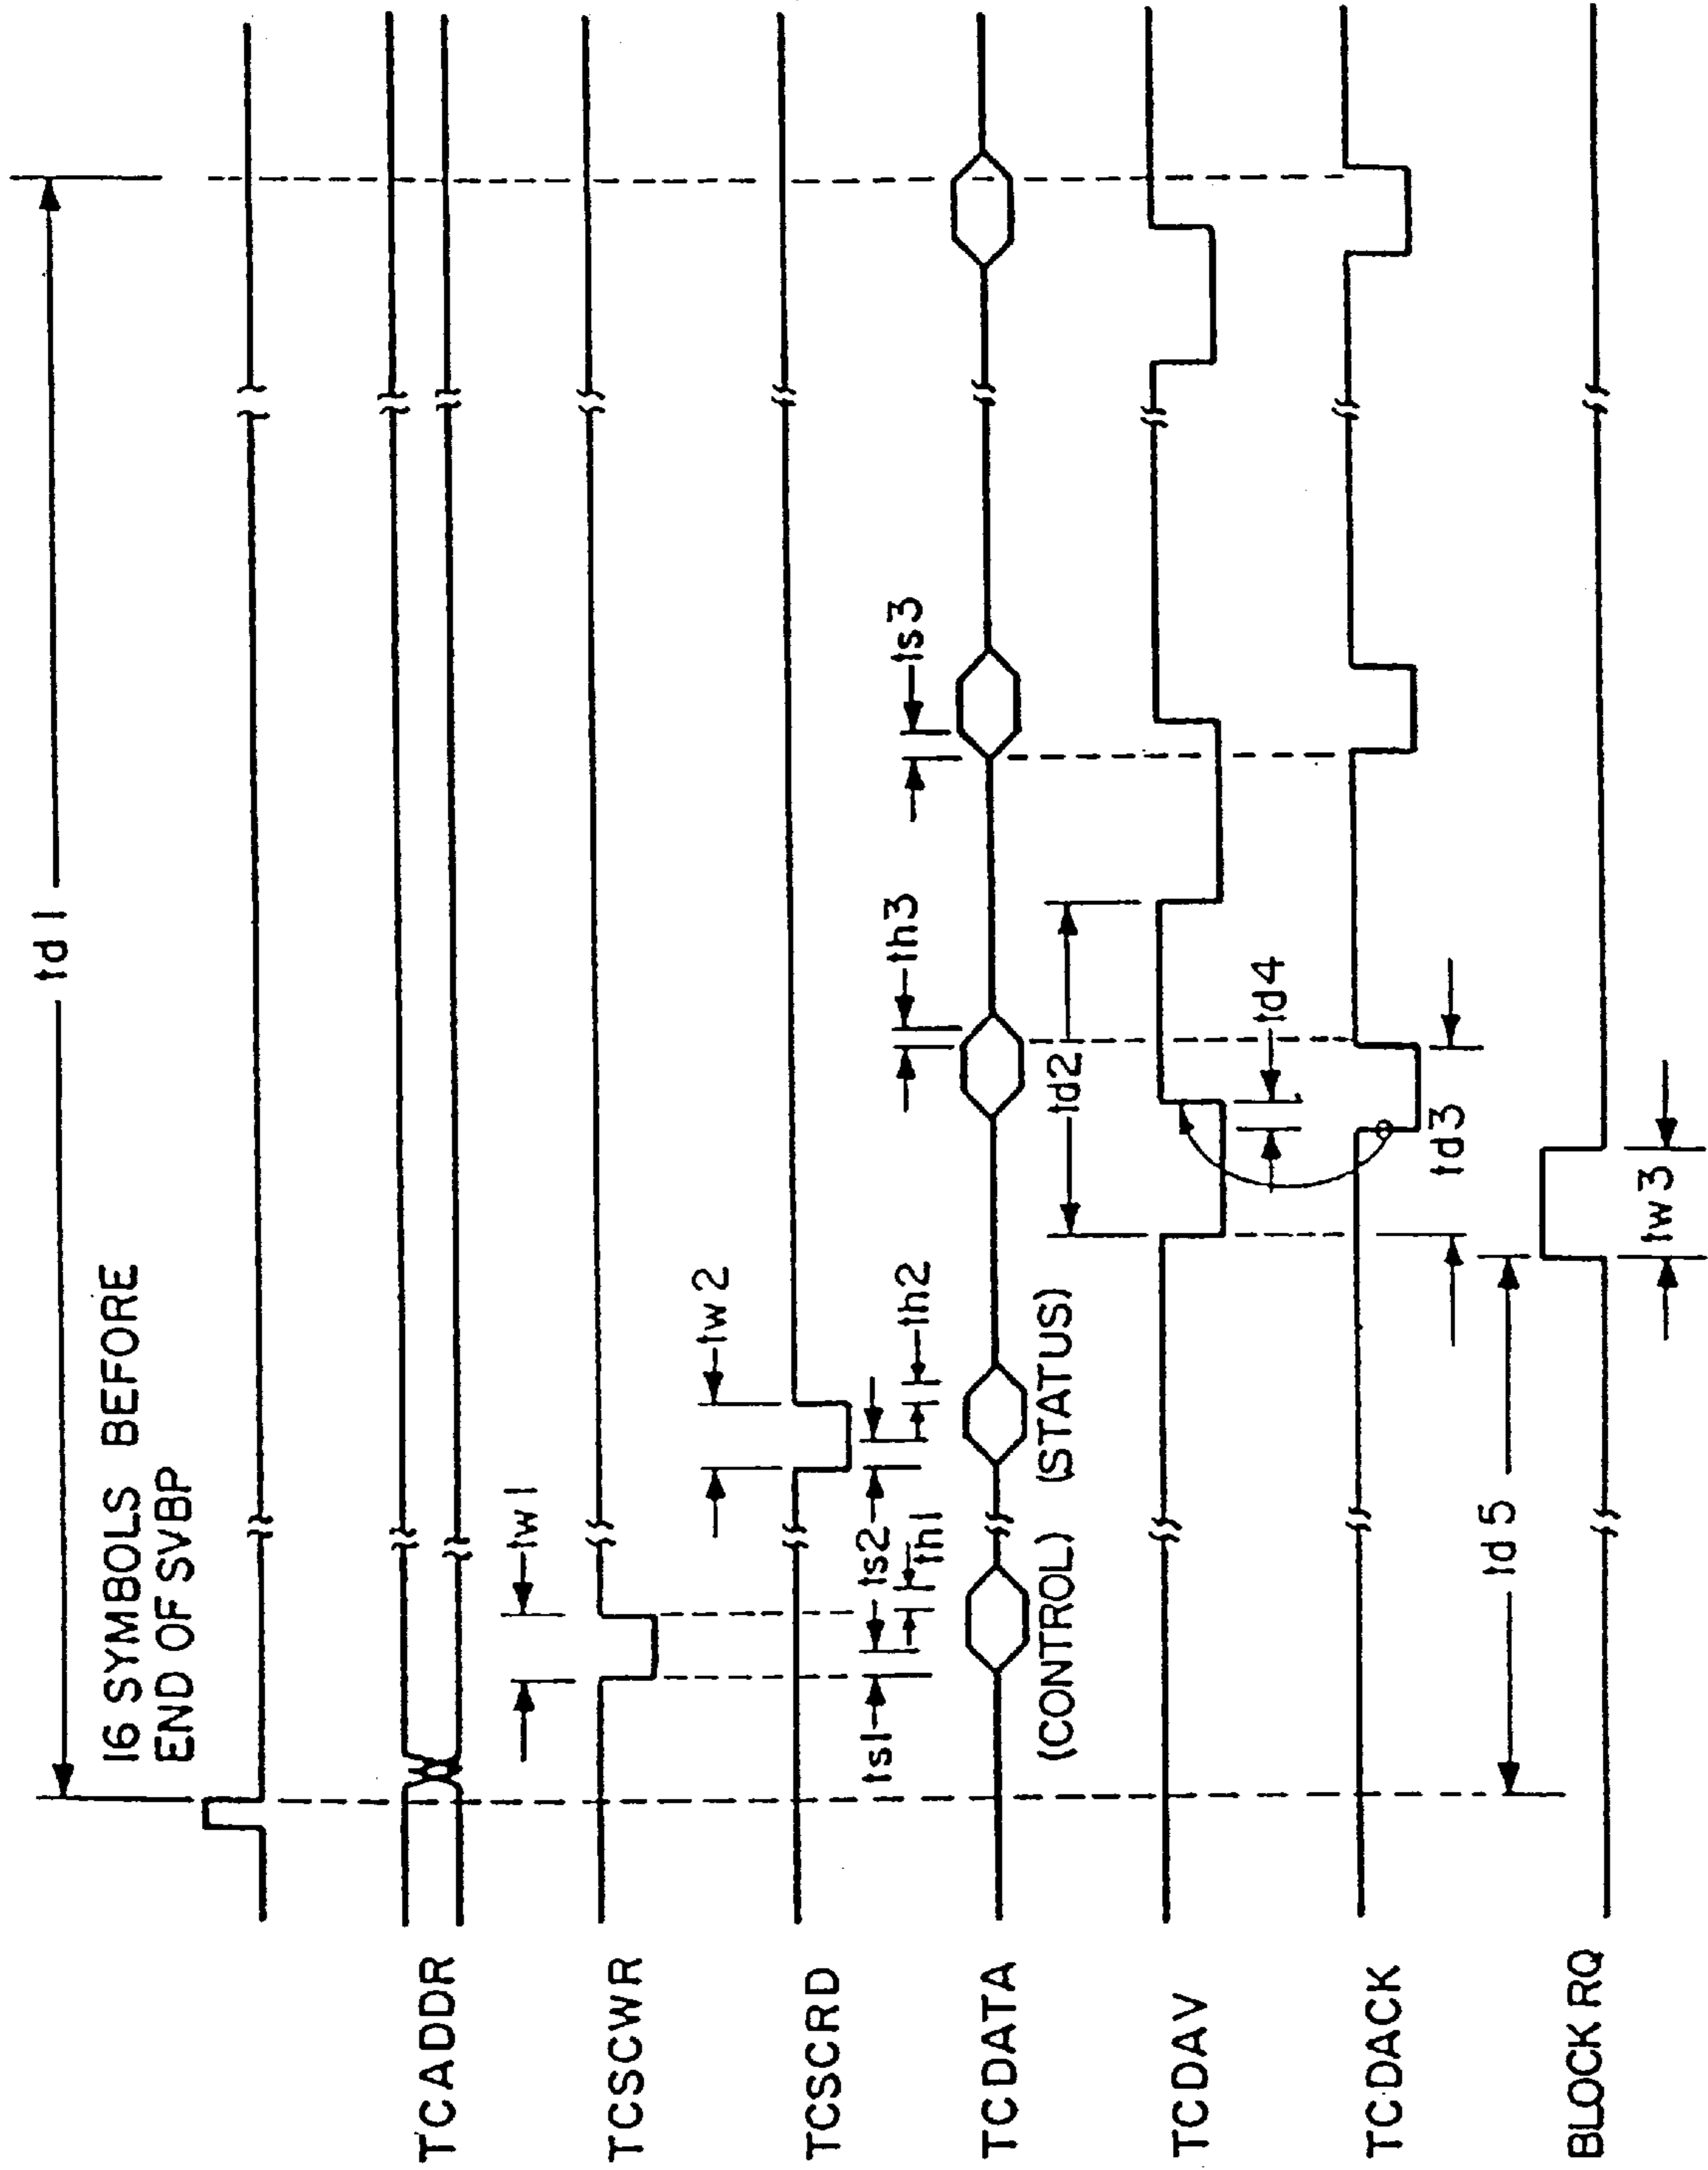 td1
16 SYMBOLS BEFORE
END OF SVBP
TCADDR
tw1
TCSCWR
tw2
TCSCRD
ts1
ts2
th1
th2
th3
ts3
TCDATA
(CONTROL)
(STATUS)
td2
TCDAV
td4
TCDACK
td3
td5
BLOCK RQ
tw3